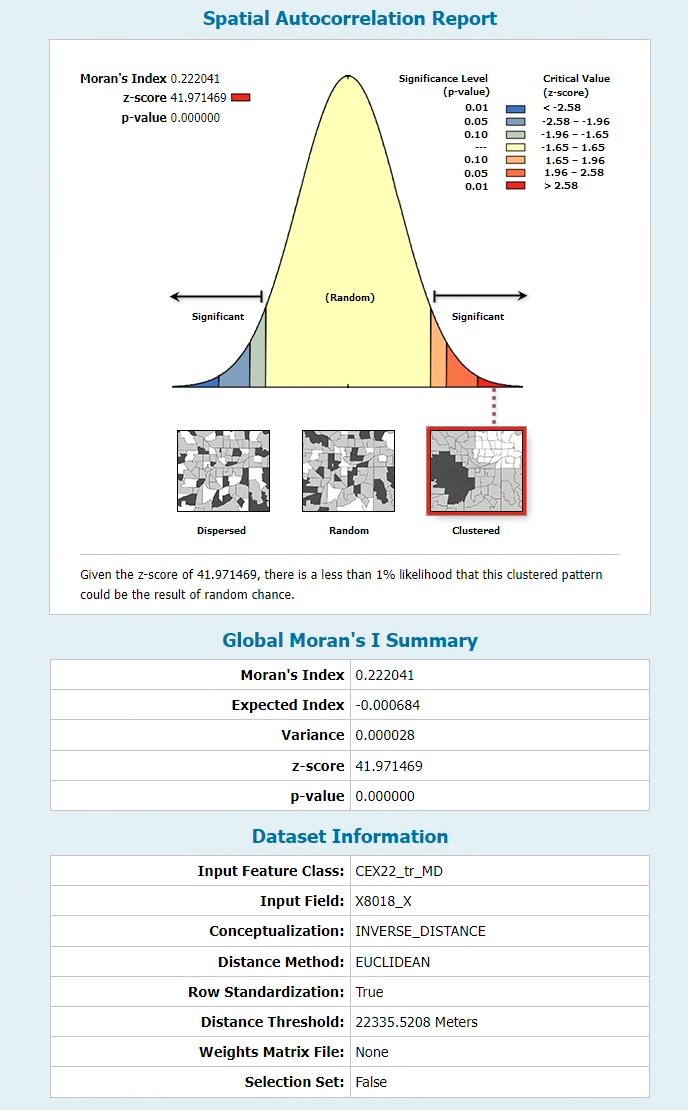 Spatial Autocorrelation Report
Moran's Index 0.222041
z-score 41.971469
p-value 0.000000
Significance Level
(p-value)
Critical Value
(z-score)
0.01 < -2.58
0.05 -2.58 – -1.96
0.10 -1.96 – -1.65
--- -1.65 – 1.65
0.10 1.65 – 1.96
0.05 1.96 – 2.58
0.01 > 2.58
(Random)
Significant
Significant
Dispersed
Random
Clustered
Given the z-score of 41.971469, there is a less than 1% likelihood that this clustered pattern
could be the result of random chance.
Global Moran's I Summary
Moran's Index 0.222041
Expected Index -0.000684
Variance 0.000028
z-score 41.971469
p-value 0.000000
Dataset Information
Input Feature Class: CEX22_tr_MD
Input Field: X8018_X
Conceptualization: INVERSE_DISTANCE
Distance Method: EUCLIDEAN
Row Standardization: True
Distance Threshold: 22335.5208 Meters
Weights Matrix File: None
Selection Set: False